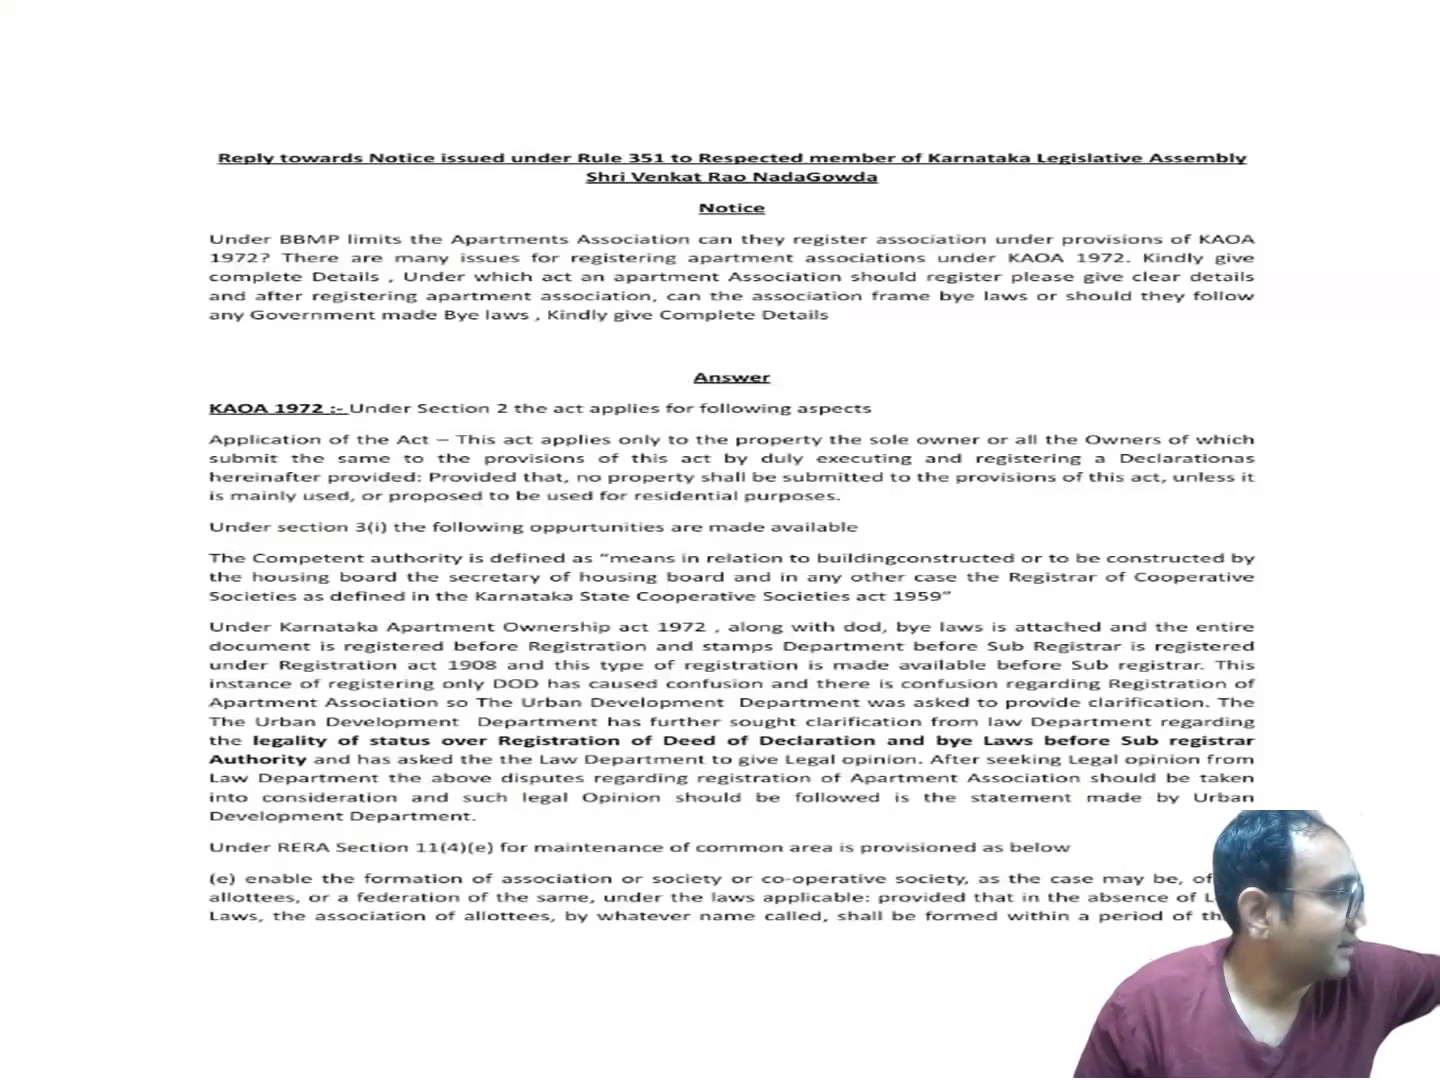 Reply towards Notice issued under Rule 351 to Respected member of Karnataka Legislative Assembly
Shri Venkat Rao NadaGowda
Notice
Under BBMP limits the Apartments Association can they register association under provisions of KAOA
1972? There are many issues for registering apartment associations under KAOA 1972. Kindly give
complete Details , Under which act an apartment Association should register please give clear details
and after registering apartment association, can the association frame bye laws or should they follow
any Government made Bye laws , Kindly give Complete Details
Answer
KAOA 1972 :- Under Section 2 the act applies for following aspects
Application of the Act – This act applies only to the property the sole owner or all the Owners of which
submit the same to the provisions of this act by duly executing and registering a Declarationas
hereinafter provided: Provided that, no property shall be submitted to the provisions of this act, unless it
is mainly used, or proposed to be used for residential purposes.
Under section 3(i) the following oppurtunities are made available
The Competent authority is defined as “means in relation to buildingconstructed or to be constructed by
the housing board the secretary of housing board and in any other case the Registrar of Cooperative
Societies as defined in the Karnataka State Cooperative Societies act 1959”
Under Karnataka Apartment Ownership act 1972 , along with dod, bye laws is attached and the entire
document is registered before Registration and stamps Department before Sub Registrar is registered
under Registration act 1908 and this type of registration is made available before Sub registrar. This
instance of registering only DOD has caused confusion and there is confusion regarding Registration of
Apartment Association so The Urban Development Department was asked to provide clarification. The
The Urban Development Department has further sought clarification from law Department regarding
the legality of status over Registration of Deed of Declaration and bye Laws before Sub registrar
Authority and has asked the the Law Department to give Legal opinion. After seeking Legal opinion from
Law Department the above disputes regarding registration of Apartment Association should be taken
into consideration and such legal Opinion should be followed is the statement made by Urban
Development Department.
Under RERA Section 11(4)(e) for maintenance of common area is provisioned as below
(e) enable the formation of association or society or co-operative society, as the case may be, of
allottees, or a federation of the same, under the laws applicable: provided that in the absence of
Laws, the association of allottees, by whatever name called, shall be formed within a period of